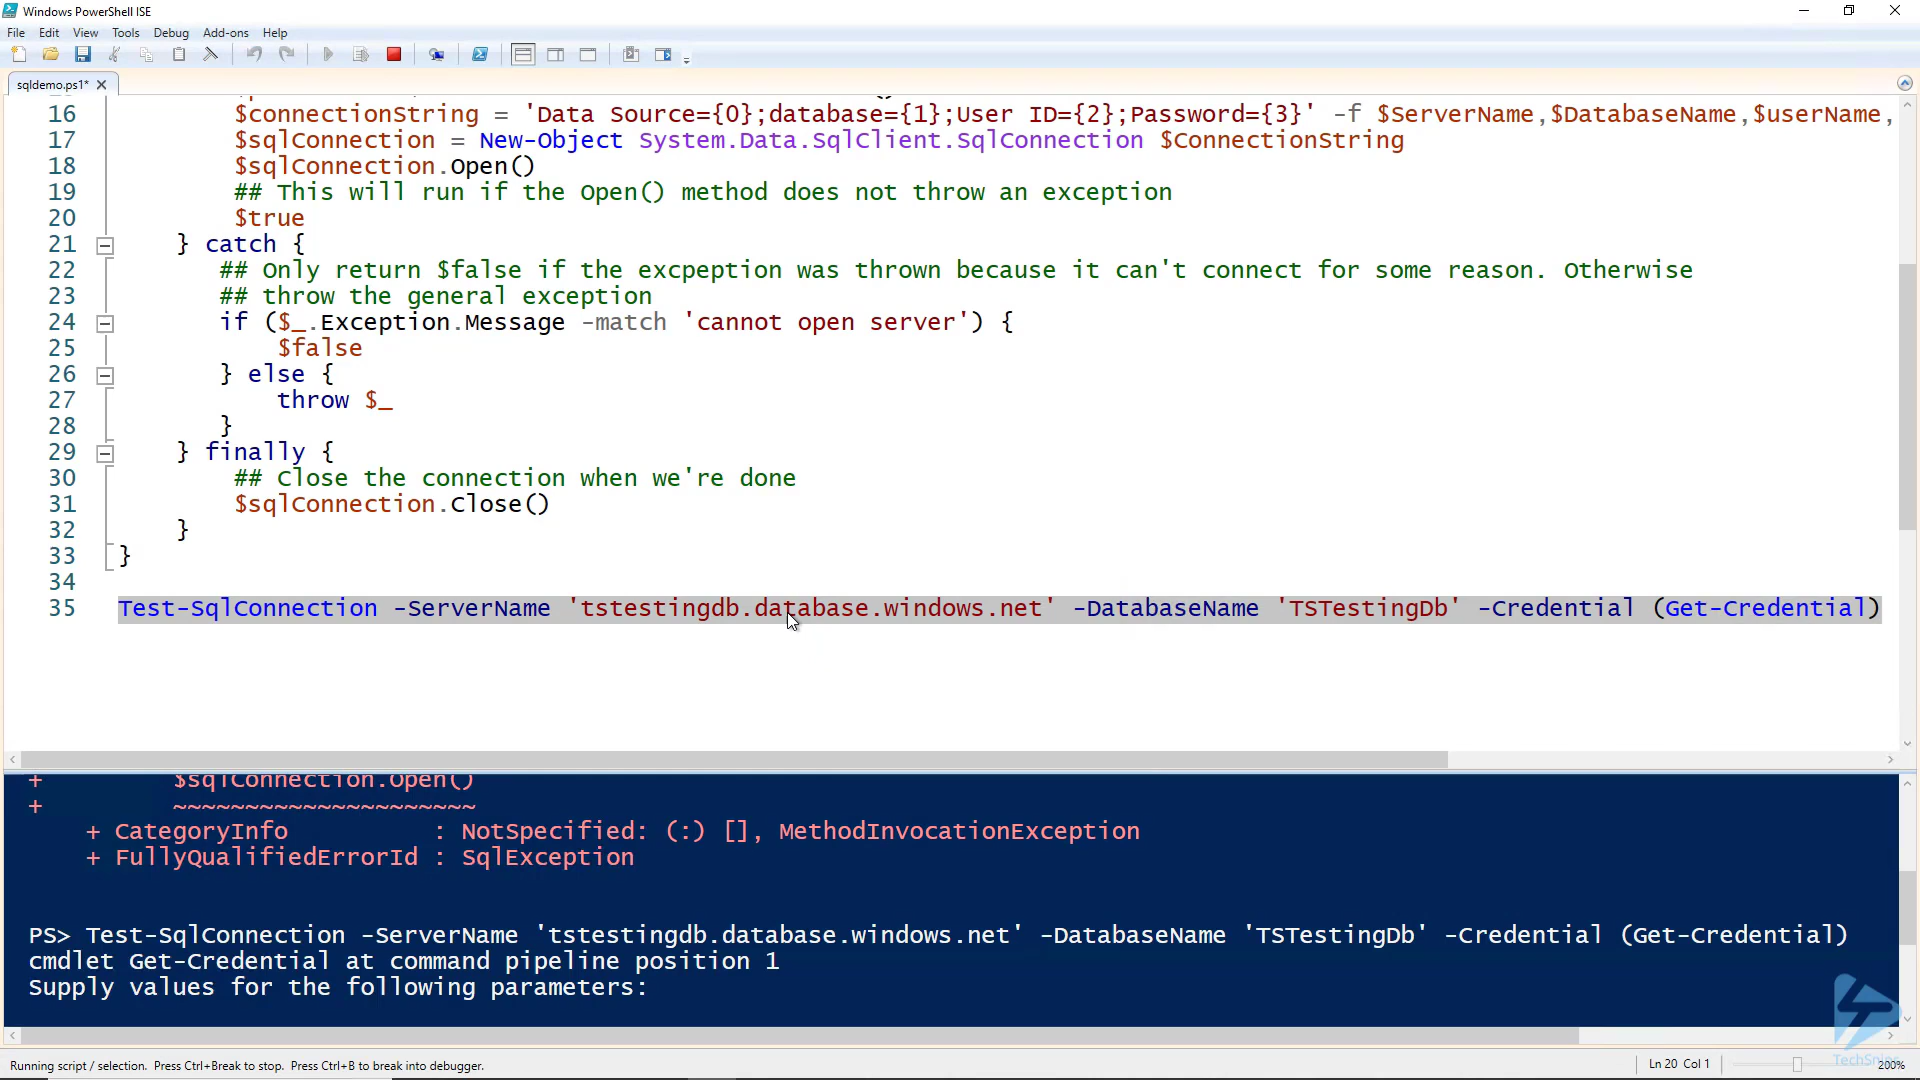 Windows PowerShell ISE
File Edit View Tools Debug Add-ons Help
sqldemo.ps1*
16 $connectionString = 'Data Source={0};database={1};User ID={2};Password={3}' -f $ServerName,$DatabaseName,$userName,
17 $sqlConnection = New-Object System.Data.SqlClient.SqlConnection $ConnectionString
18 $sqlConnection.Open()
19 ## This will run if the Open() method does not throw an exception
20 $true
21 } catch {
22 ## Only return $false if the excpeption was thrown because it can't connect for some reason. Otherwise
23 ## throw the general exception
24 if ($_.Exception.Message -match 'cannot open server') {
25 $false
26 } else {
27 throw $_
28 }
29 } finally {
30 ## Close the connection when we're done
31 $sqlConnection.Close()
32 }
33 }
34
35 Test-SqlConnection -ServerName 'tstestingdb.database.windows.net' -DatabaseName 'TSTestingDb' -Credential (Get-Credential)
+ $sqlConnection.Open()
+ ~~~~~~~~~~~~~~~~~~~~~
+ CategoryInfo : NotSpecified: (:) [], MethodInvocationException
+ FullyQualifiedErrorId : SqlException
PS> Test-SqlConnection -ServerName 'tstestingdb.database.windows.net' -DatabaseName 'TSTestingDb' -Credential (Get-Credential)
cmdlet Get-Credential at command pipeline position 1
Supply values for the following parameters:
TechSnips
Running script / selection. Press Ctrl+Break to stop. Press Ctrl+B to break into debugger.
Ln 20 Col 1
200%